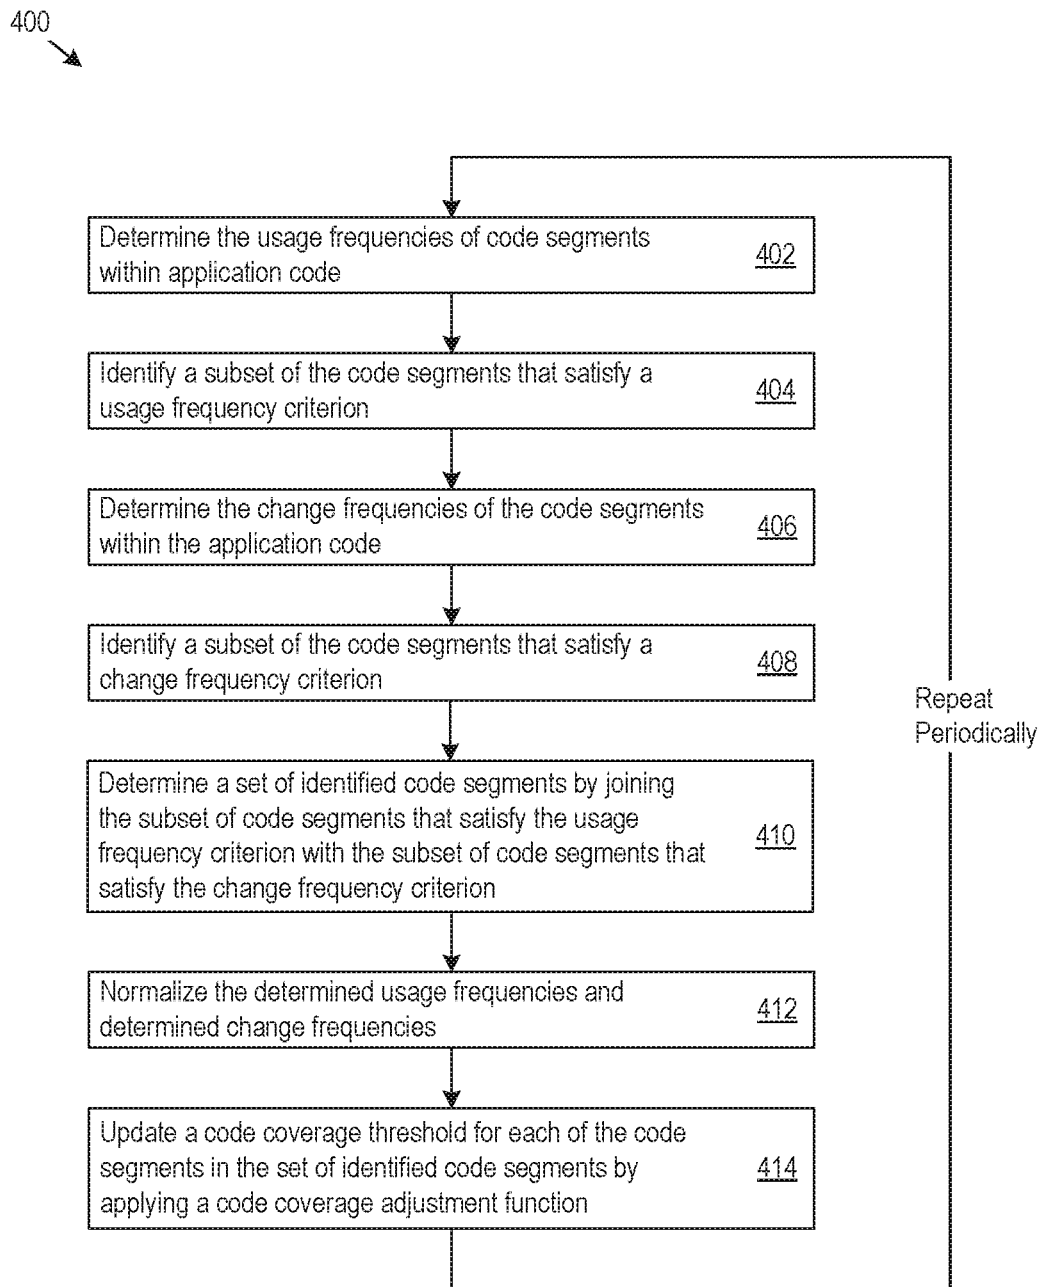 400
Determine the usage frequencies of code segments
within application code
402
Identify a subset of the code segments that satisfy a
usage frequency criterion
404
Determine the change frequencies of the code segments
within the application code
406
Identify a subset of the code segments that satisfy a
change frequency criterion
408
Repeat
Periodically
Determine a set of identified code segments by joining
the subset of code segments that satisfy the usage
frequency criterion with the subset of code segments that
satisfy the change frequency criterion
410
Normalize the determined usage frequencies and
determined change frequencies
412
Update a code coverage threshold for each of the code
segments in the set of identified code segments by
applying a code coverage adjustment function
414